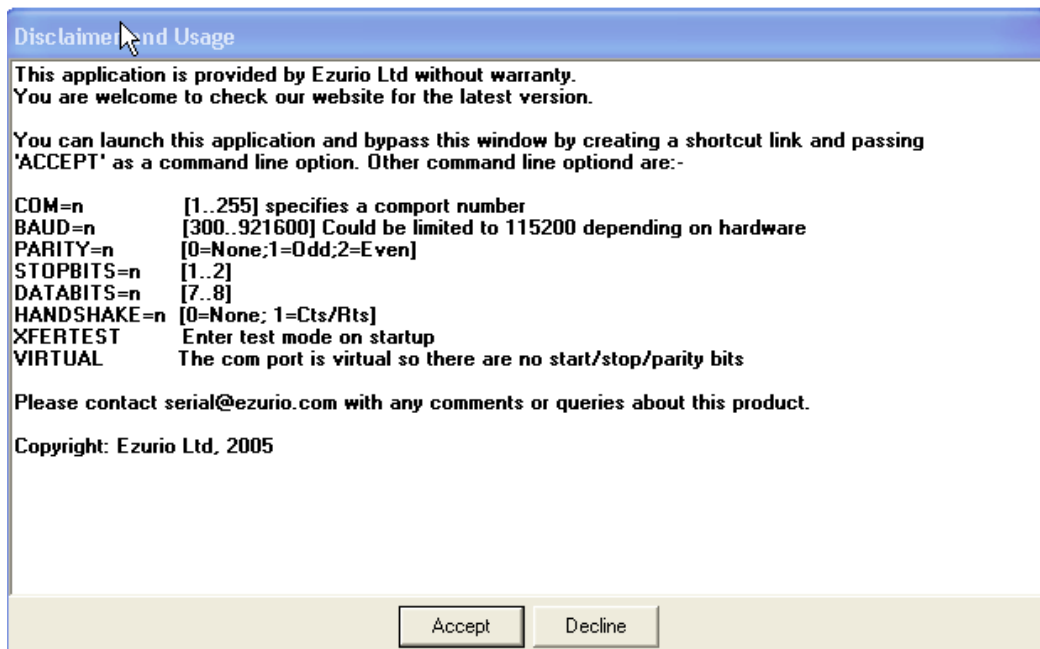 Disclaimer and Usage
This application is provided by Ezurio Ltd without warranty.
You are welcome to check our website for the latest version.
You can launch this application and bypass this window by creating a shortcut link and passing
'ACCEPT' as a command line option. Other command line optiond are:-
COM=n [1..255] specifies a comport number
BAUD=n [300..921600] Could be limited to 115200 depending on hardware
PARITY=n [0=None;1=Odd;2=Even]
STOPBITS=n [1..2]
DATABITS=n [7..8]
HANDSHAKE=n [0=None; 1=Cts/Rts]
XFERTEST Enter test mode on startup
VIRTUAL The com port is virtual so there are no start/stop/parity bits
Please contact serial@ezurio.com with any comments or queries about this product.
Copyright: Ezurio Ltd, 2005
Accept Decline